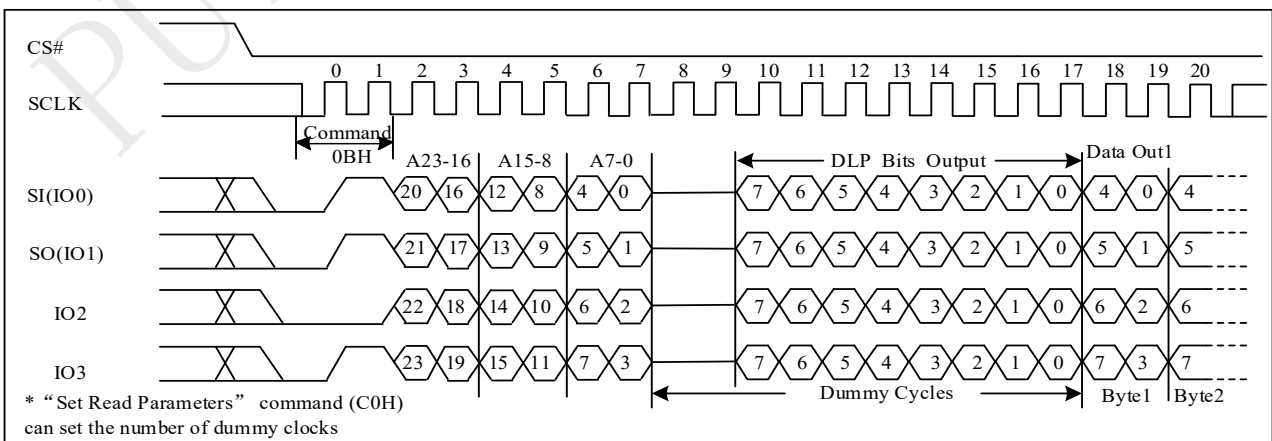 PU
CS#
0 1 2 3 4 5 6 7 8 9 10 11 12 13 14 15 16 17 18 19 20
SCLK
Command
0BH
A23-16 A15-8 A7-0 DLP Bits Output Data Out1
SI(IO0) 20 16 12 8 4 0 7 6 5 4 3 2 1 0 4 0 4
SO(IO1) 21 17 13 9 5 1 7 6 5 4 3 2 1 0 5 1 5
IO2 22 18 14 10 6 2 7 6 5 4 3 2 1 0 6 2 6
IO3 23 19 15 11 7 3 7 6 5 4 3 2 1 0 7 3 7
Dummy Cycles Byte1 Byte2
* “Set Read Parameters” command (C0H)
can set the number of dummy clocks